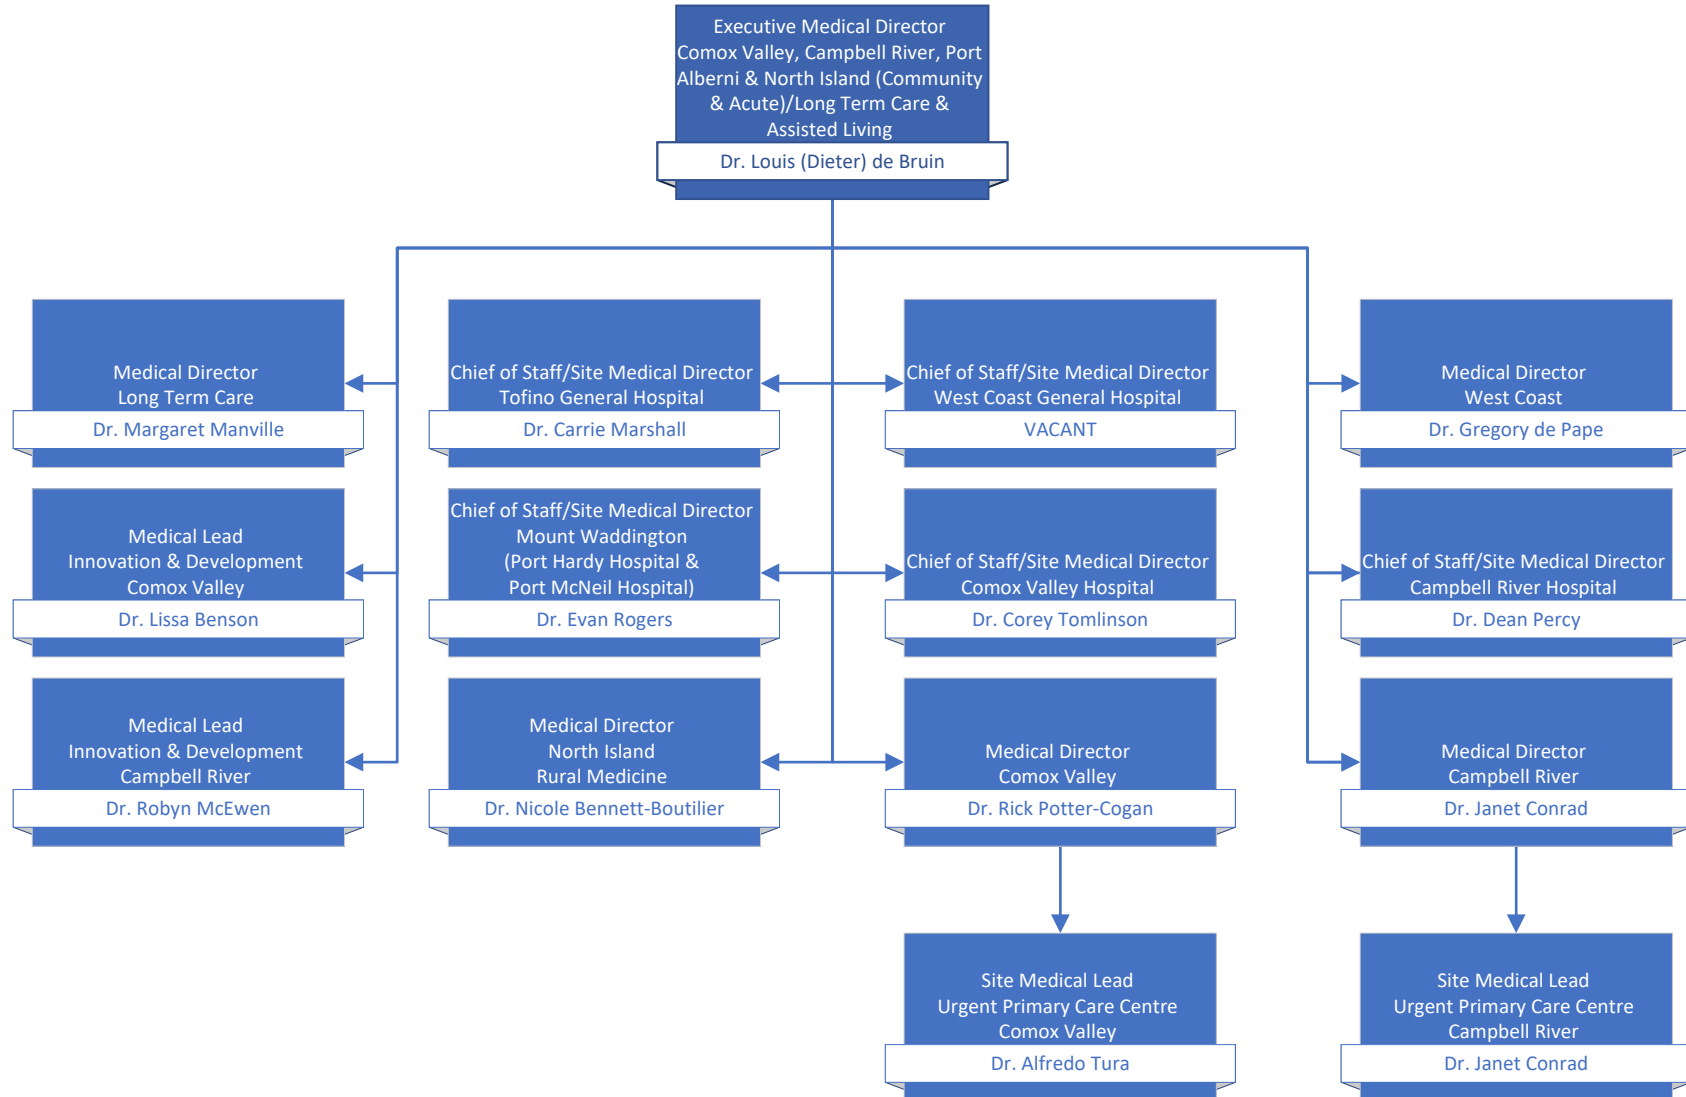 Executive Medical Director
Comox Valley, Campbell River, Port
Alberni & North Island (Community
& Acute)/Long Term Care &
Assisted Living
Dr. Louis (Dieter) de Bruin
Medical Director
Long Term Care
Dr. Margaret Manville
Chief of Staff/Site Medical Director
Tofino General Hospital
Dr. Carrie Marshall
Chief of Staff/Site Medical Director
West Coast General Hospital
VACANT
Medical Director
West Coast
Dr. Gregory de Pape
Medical Lead
Innovation & Development
Comox Valley
Dr. Lissa Benson
Chief of Staff/Site Medical Director
Mount Waddington
(Port Hardy Hospital &
Port McNeil Hospital)
Dr. Evan Rogers
Chief of Staff/Site Medical Director
Comox Valley Hospital
Dr. Corey Tomlinson
Chief of Staff/Site Medical Director
Campbell River Hospital
Dr. Dean Percy
Medical Lead
Innovation & Development
Campbell River
Dr. Robyn McEwen
Medical Director
North Island
Rural Medicine
Dr. Nicole Bennett-Boutilier
Medical Director
Comox Valley
Dr. Rick Potter-Cogan
Medical Director
Campbell River
Dr. Janet Conrad
Site Medical Lead
Urgent Primary Care Centre
Comox Valley
Dr. Alfredo Tura
Site Medical Lead
Urgent Primary Care Centre
Campbell River
Dr. Janet Conrad